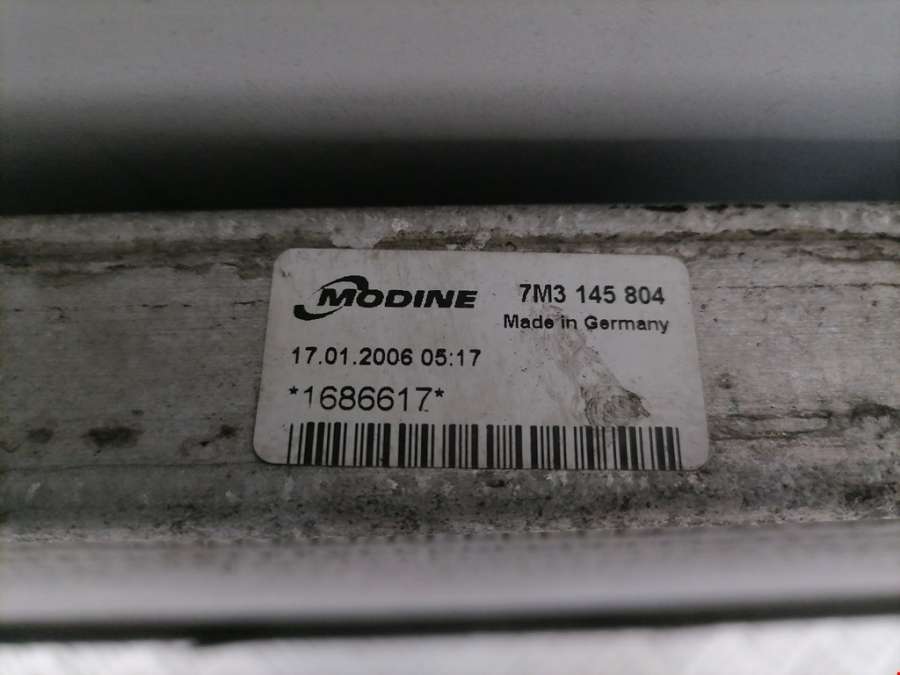 MODINE 7M3 145 804
Made in Germany
17.01.2006 05:17
*1686617*